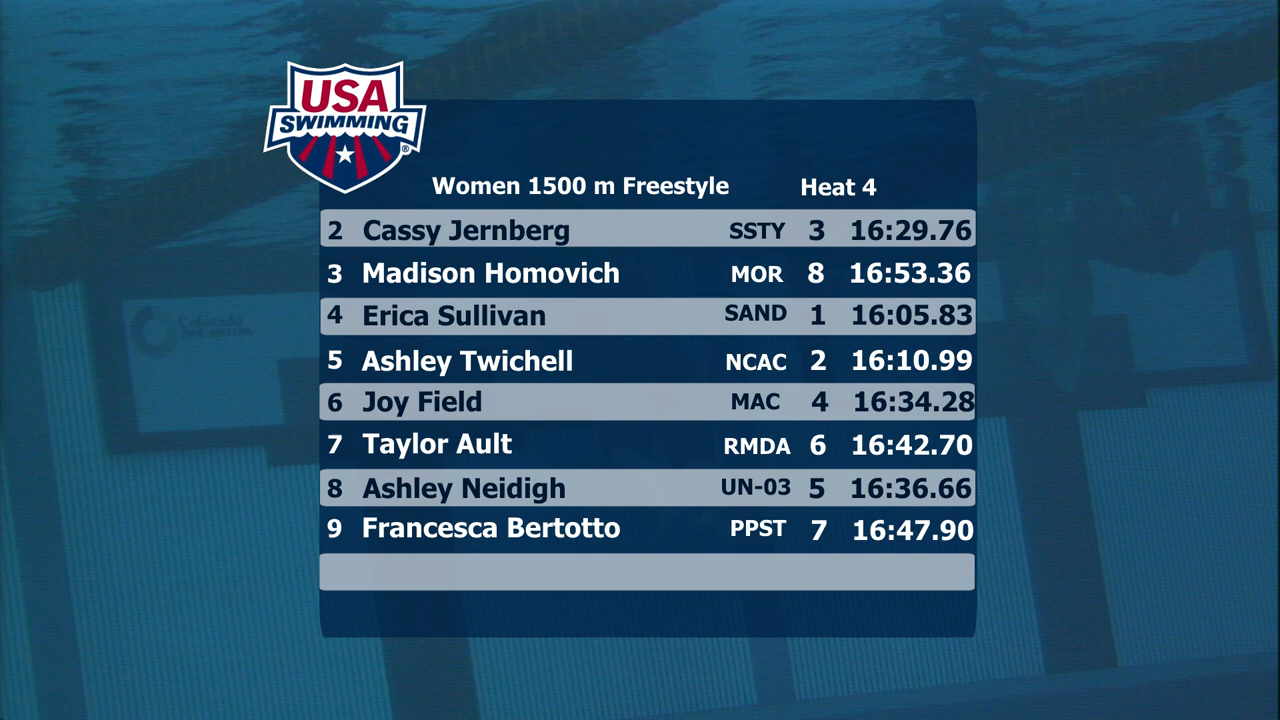 USA
SWIMMING®
Women 1500 m Freestyle Heat 4
2 Cassy Jernberg SSTY 3 16:29.76
3 Madison Homovich MOR 8 16:53.36
4 Erica Sullivan SAND 1 16:05.83
5 Ashley Twichell NCAC 2 16:10.99
6 Joy Field MAC 4 16:34.28
7 Taylor Ault RMDA 6 16:42.70
8 Ashley Neidigh UN-03 5 16:36.66
9 Francesca Bertotto PPST 7 16:47.90
Colorado